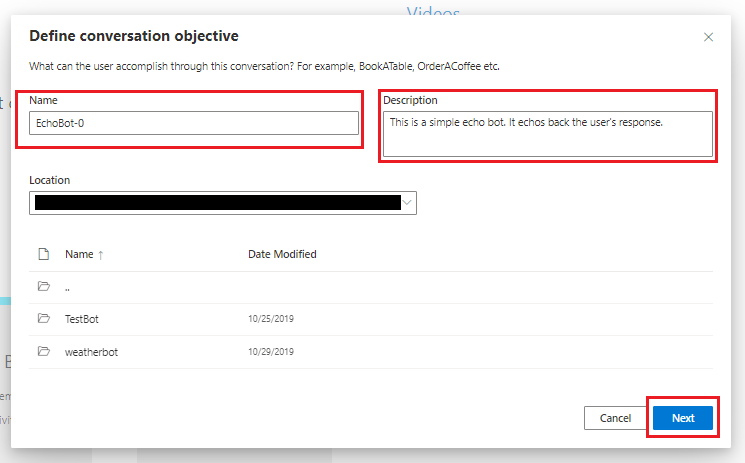 Videos
Define conversation objective
What can the user accomplish through this conversation? For example, BookATable, OrderACoffee etc.
Name
Description
EchoBot-0
This is a simple echo bot. It echos back the user's response.
Location
Name ↑
Date Modified
..
TestBot
10/25/2019
weatherbot
10/29/2019
Cancel
Next